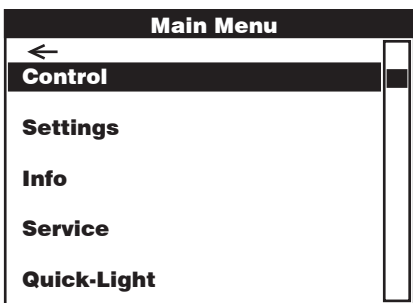 Main Menu
←
Control
Settings
Info
Service
Quick-Light